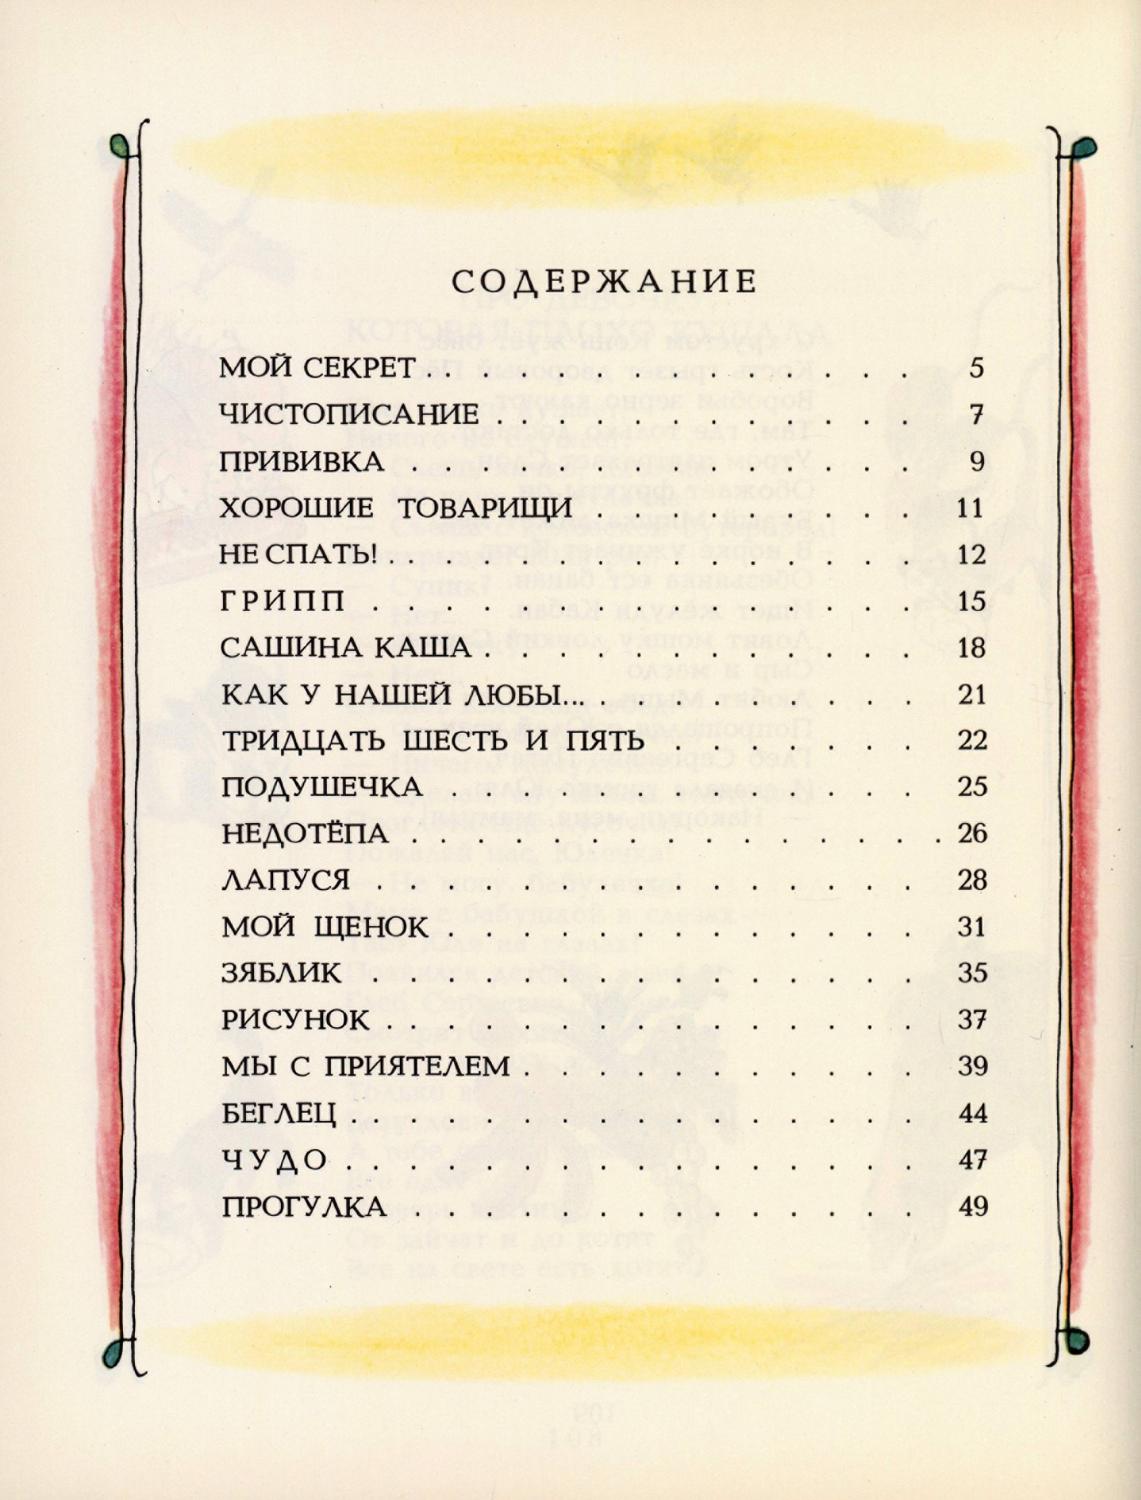 СОДЕРЖАНИЕ
МОЙ СЕКРЕТ . . . . . . . . . . . . . 5
ЧИСТОПИСАНИЕ . . . . . . . . . . . 7
ПРИВИВКА . . . . . . . . . . . . . . 9
ХОРОШИЕ ТОВАРИЩИ . . . . . . . . . 11
НЕ СПАТЬ! . . . . . . . . . . . . . . 12
ГРИПП . . . . . . . . . . . . . . . 15
САШИНА КАША . . . . . . . . . . . . 18
КАК У НАШЕЙ ЛЮБЫ... . . . . . . . . 21
ТРИДЦАТЬ ШЕСТЬ И ПЯТЬ . . . . . . . 22
ПОДУШЕЧКА . . . . . . . . . . . . . 25
НЕДОТЁПА . . . . . . . . . . . . . . 26
ЛАПУСЯ . . . . . . . . . . . . . . . 28
МОЙ ЩЕНОК . . . . . . . . . . . . . 31
ЗЯБЛИК . . . . . . . . . . . . . . . 35
РИСУНОК . . . . . . . . . . . . . . 37
МЫ С ПРИЯТЕЛЕМ . . . . . . . . . . . 39
БЕГЛЕЦ . . . . . . . . . . . . . . . 44
ЧУДО . . . . . . . . . . . . . . . . 47
ПРОГУЛКА . . . . . . . . . . . . . 49